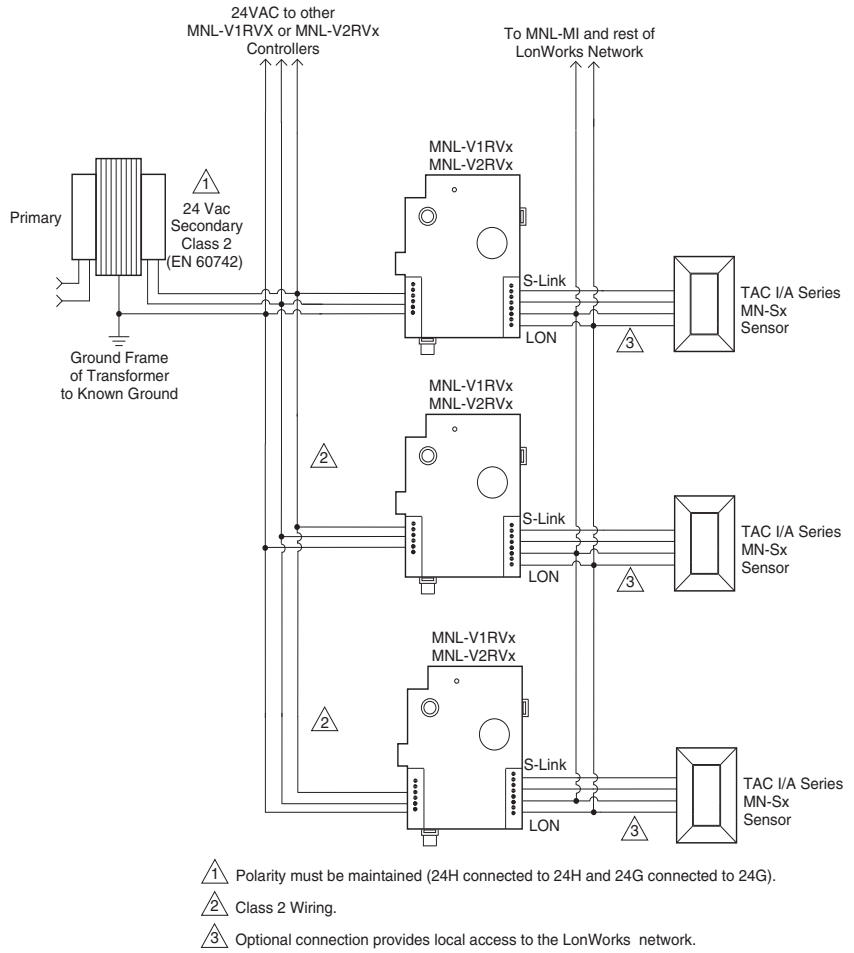 24VAC to other
MNL-V1RVX or MNL-V2RVx
Controllers
To MNL-MI and rest of
LonWorks Network
MNL-V1RVx
MNL-V2RVx
Primary
1
24 Vac
Secondary
Class 2
(EN 60742)
S-Link
TAC I/A Series
MN-Sx
Sensor
LON
3
Ground Frame
of Transformer
to Known Ground
MNL-V1RVx
MNL-V2RVx
2
S-Link
TAC I/A Series
MN-Sx
Sensor
LON
3
MNL-V1RVx
MNL-V2RVx
2
S-Link
TAC I/A Series
MN-Sx
Sensor
LON
3
1 Polarity must be maintained (24H connected to 24H and 24G connected to 24G).
2 Class 2 Wiring.
3 Optional connection provides local access to the LonWorks network.